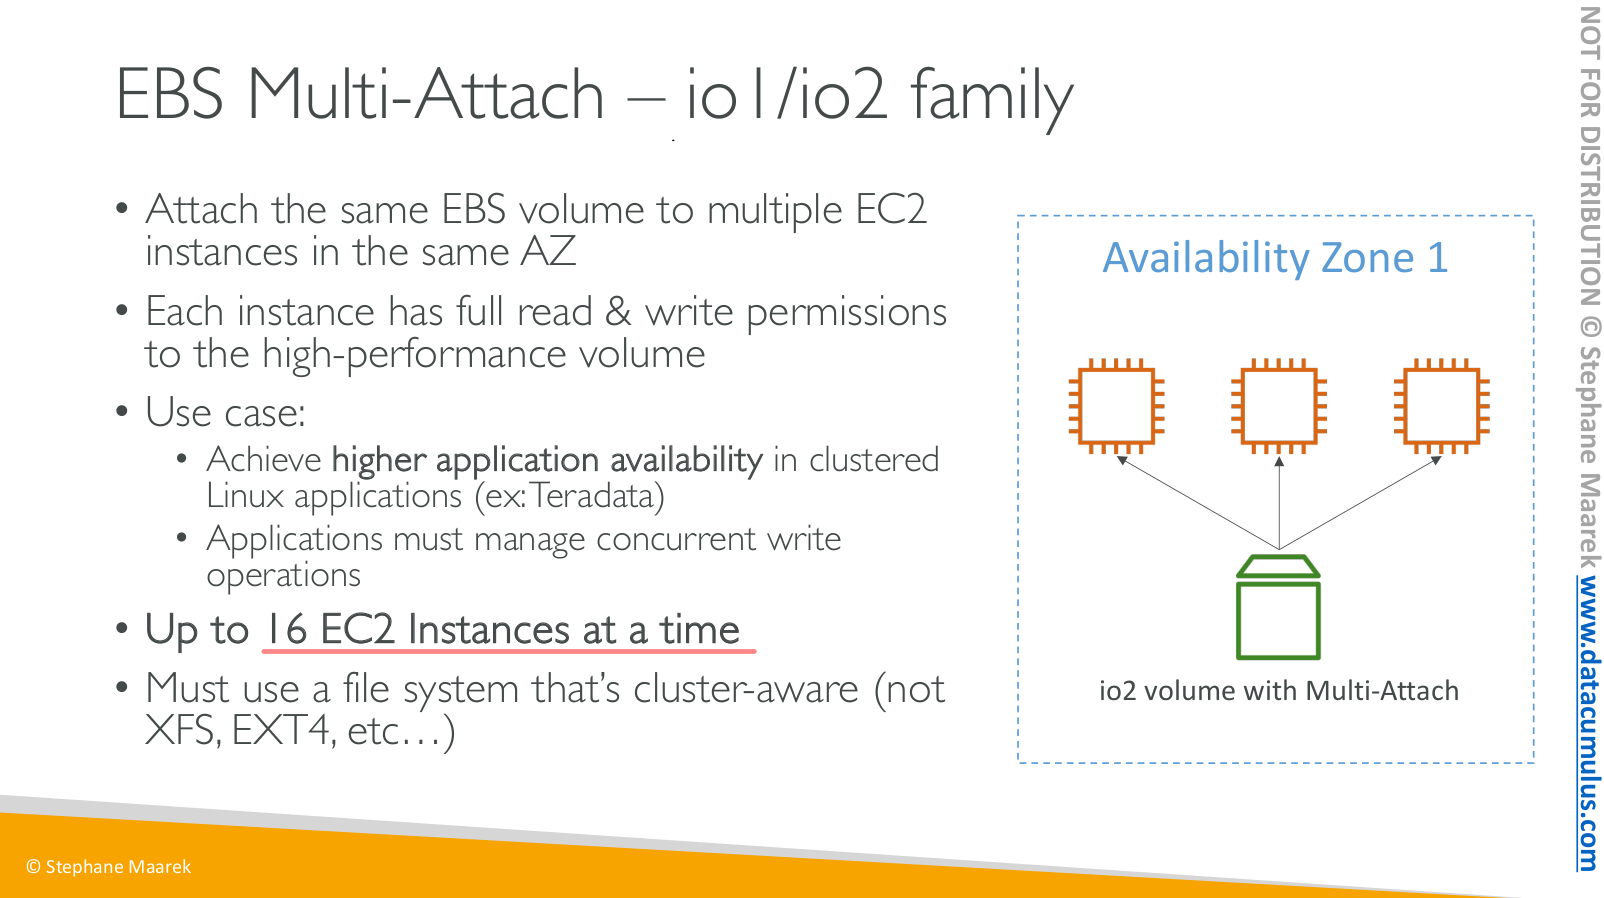 EBS Multi-Attach – io1/io2 family
• Attach the same EBS volume to multiple EC2
instances in the same AZ
• Each instance has full read & write permissions
to the high-performance volume
• Use case:
• Achieve higher application availability in clustered
Linux applications (ex: Teradata)
• Applications must manage concurrent write
operations
• Up to 16 EC2 Instances at a time
• Must use a file system that's cluster-aware (not
XFS, EXT4, etc…)
Availability Zone 1
io2 volume with Multi-Attach
© Stephane Maarek
NOT FOR DISTRIBUTION © Stephane Maarek www.datacumulus.com